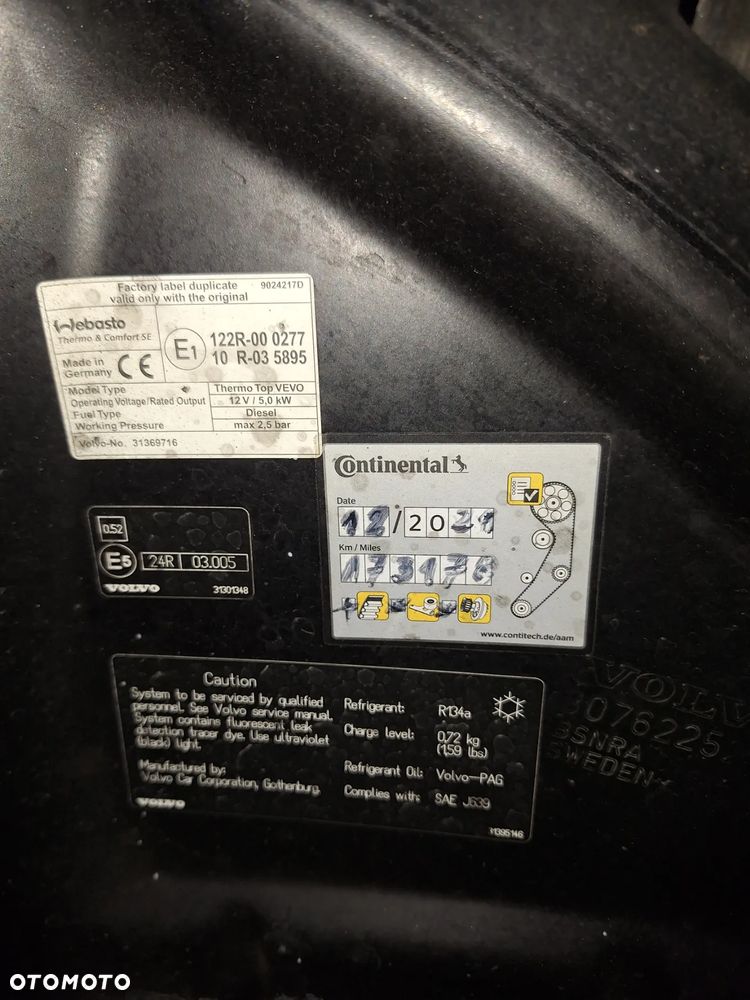 Factory label duplicate 9024217D
valid only with the original
Webasto
Thermo & Comfort SE
E1
122R-00 0277
10 R-03 5895
Made in
Germany
CE
Model Type Thermo Top VEVO
Operating Voltage/Rated Output 12 V / 5,0 kW
Fuel Type Diesel
Working Pressure max 2,5 bar
Volvo-No. 31369716
Continental
Date
12/2021
Km / Miles
173176
www.contitech.de/aam
0.52
E5 24R 03.005
VOLVO 31301348
Caution
System to be serviced by qualified
personnel. See Volvo service manual.
System contains fluorescent leak
detection tracer dye. Use ultraviolet
(black) light.
Manufactured by:
Volvo Car Corporation, Gothenburg.
VOLVO
Refrigerant: R134a
Charge level: 0,72 kg
(1.59 lbs)
Refrigerant Oil: Volvo-PAG
Complies with: SAE J639
31395146
VOLV
3076225
SWEDEN
OTOMOTO